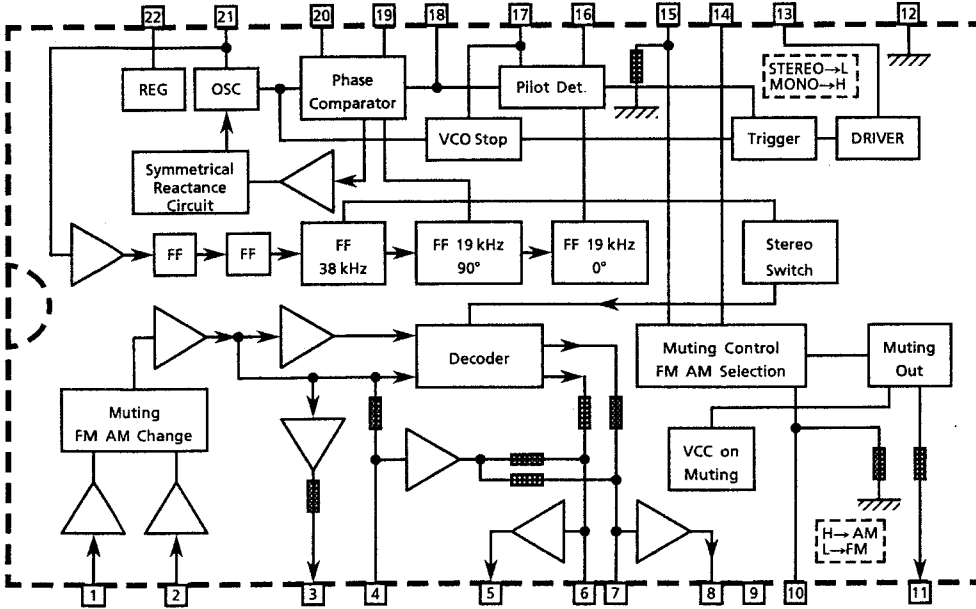 22 21 20 19 18 17 16 15 14 13 12
REG
OSC
Phase
Comparator
Pilot Det.
STEREO→L
MONO→H
VCO Stop
Trigger
DRIVER
Symmetrical
Reactance
Circuit
FF
FF
FF
38 kHz
FF 19 kHz
90°
FF 19 kHz
0°
Stereo
Switch
Decoder
Muting Control
FM AM Selection
Muting
Out
Muting
FM AM Change
VCC on
Muting
H→AM
L→FM
1 2 3 4 5 6 7 8 9 10 11